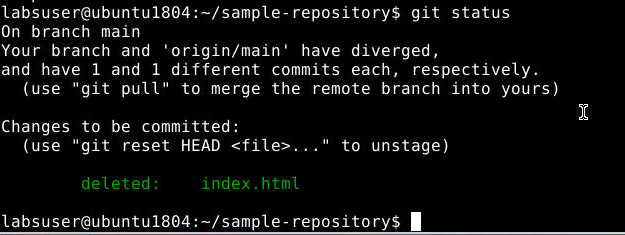 labsuser@ubuntu1804:~/sample-repository$ git status
On branch main
Your branch and 'origin/main' have diverged,
and have 1 and 1 different commits each, respectively.
  (use "git pull" to merge the remote branch into yours)
Changes to be committed:
  (use "git reset HEAD <file>..." to unstage)
        deleted:    index.html
labsuser@ubuntu1804:~/sample-repository$